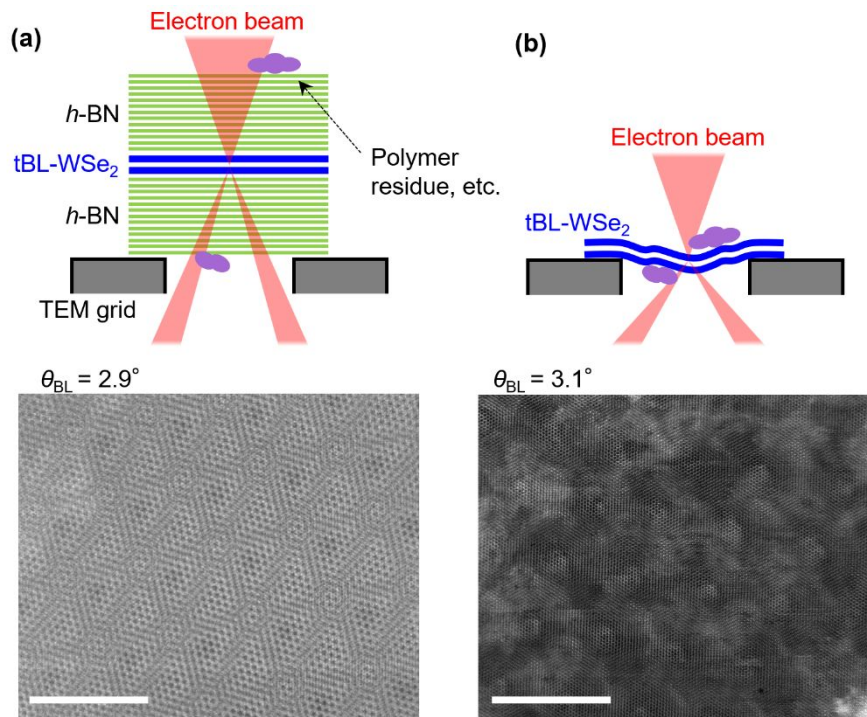 (a)
Electron beam
h-BN
tBL-WSe₂
h-BN
Polymer
residue, etc.
TEM grid
θBL = 2.9°
(b)
Electron beam
tBL-WSe₂
θBL = 3.1°